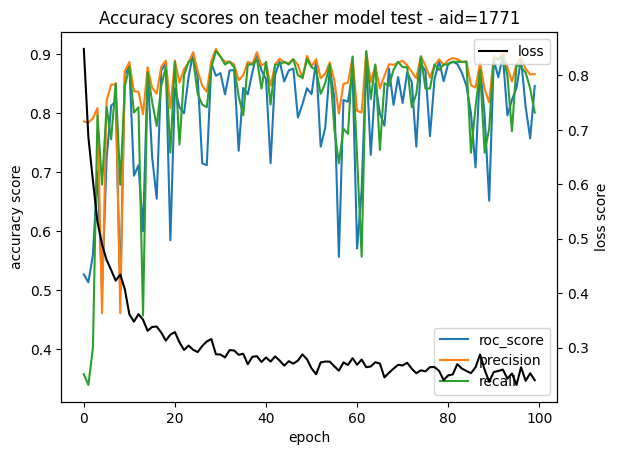 Accuracy scores on teacher model test - aid=1771
loss
0.9
0.8
0.7
0.6
0.5
0.4
0.8
0.7
0.6
0.5
0.4
0.3
accuracy score
loss score
roc_score
precision
recall
0
20
40
60
80
100
epoch